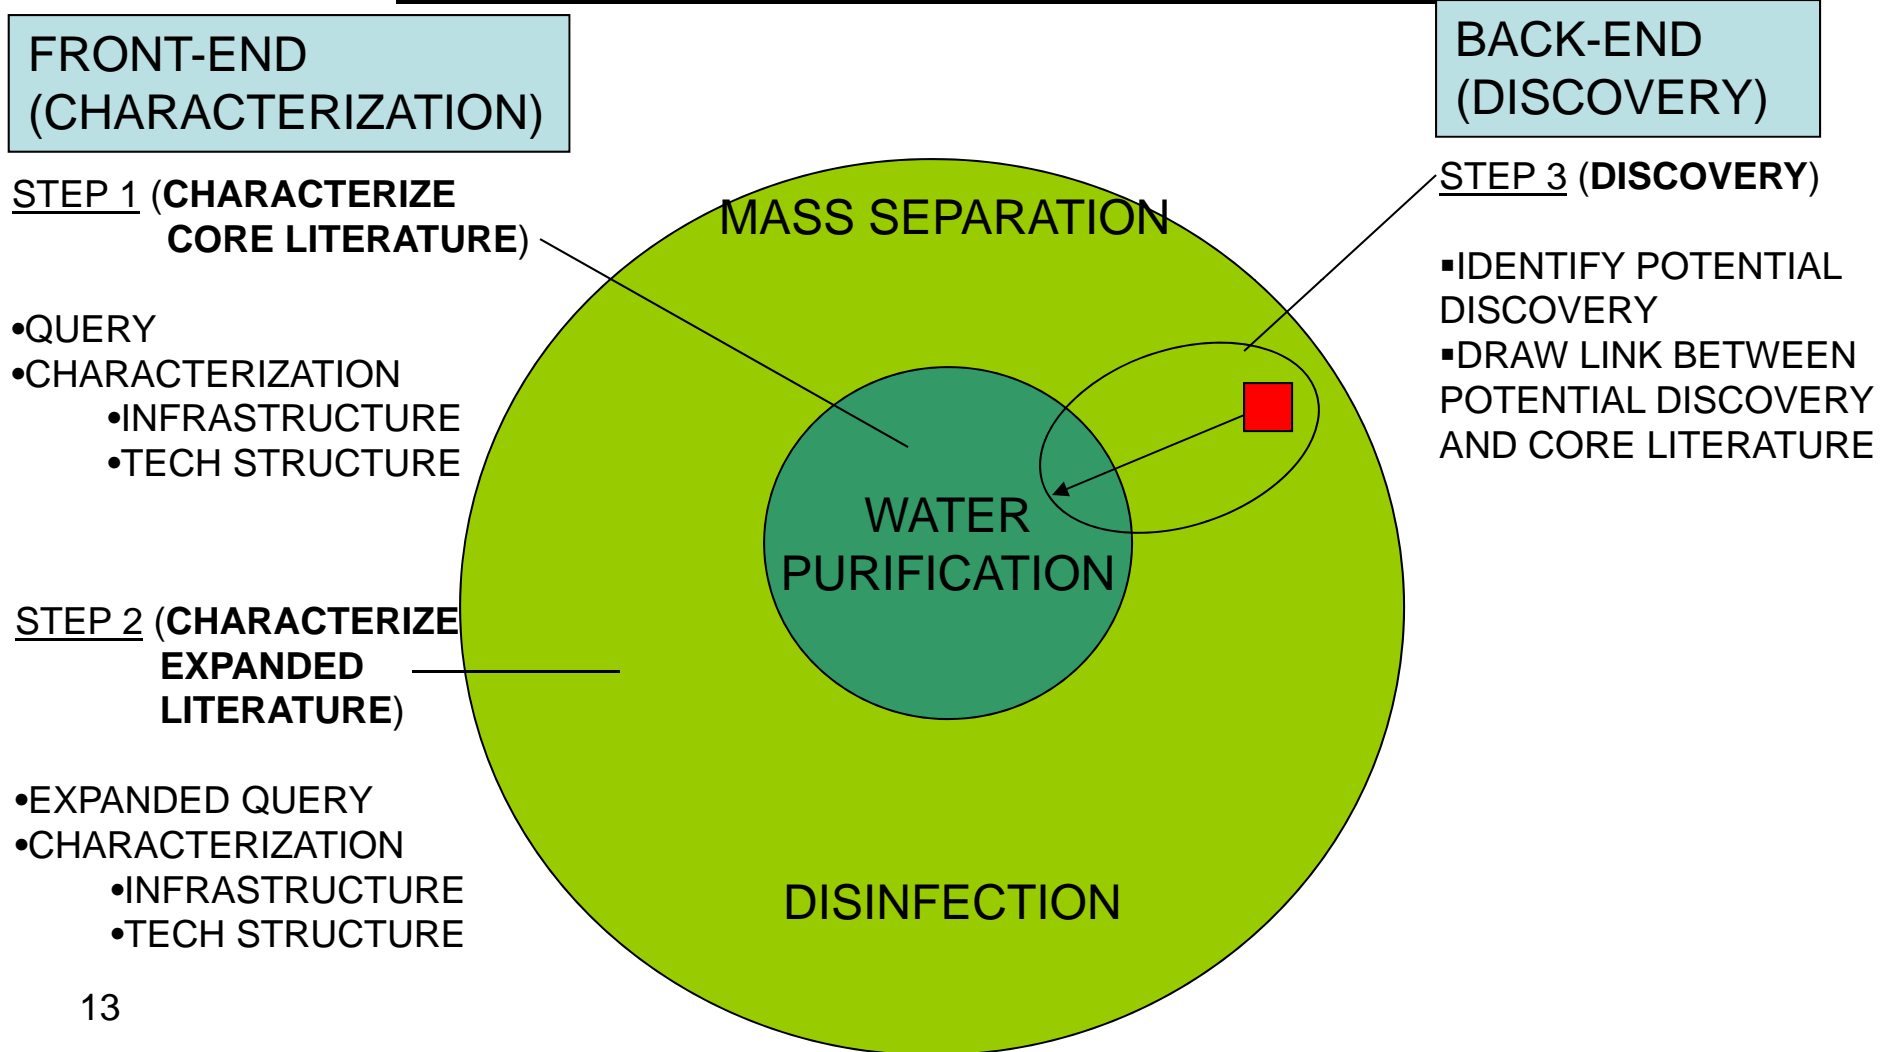 FRONT-END
(CHARACTERIZATION)
STEP 1 (CHARACTERIZE
CORE LITERATURE)
•QUERY
•CHARACTERIZATION
•INFRASTRUCTURE
•TECH STRUCTURE
STEP 2 (CHARACTERIZE
EXPANDED
LITERATURE)
•EXPANDED QUERY
•CHARACTERIZATION
•INFRASTRUCTURE
•TECH STRUCTURE
13
MASS SEPARATION
WATER
PURIFICATION
DISINFECTION
BACK-END
(DISCOVERY)
STEP 3 (DISCOVERY)
▪IDENTIFY POTENTIAL
DISCOVERY
▪DRAW LINK BETWEEN
POTENTIAL DISCOVERY
AND CORE LITERATURE